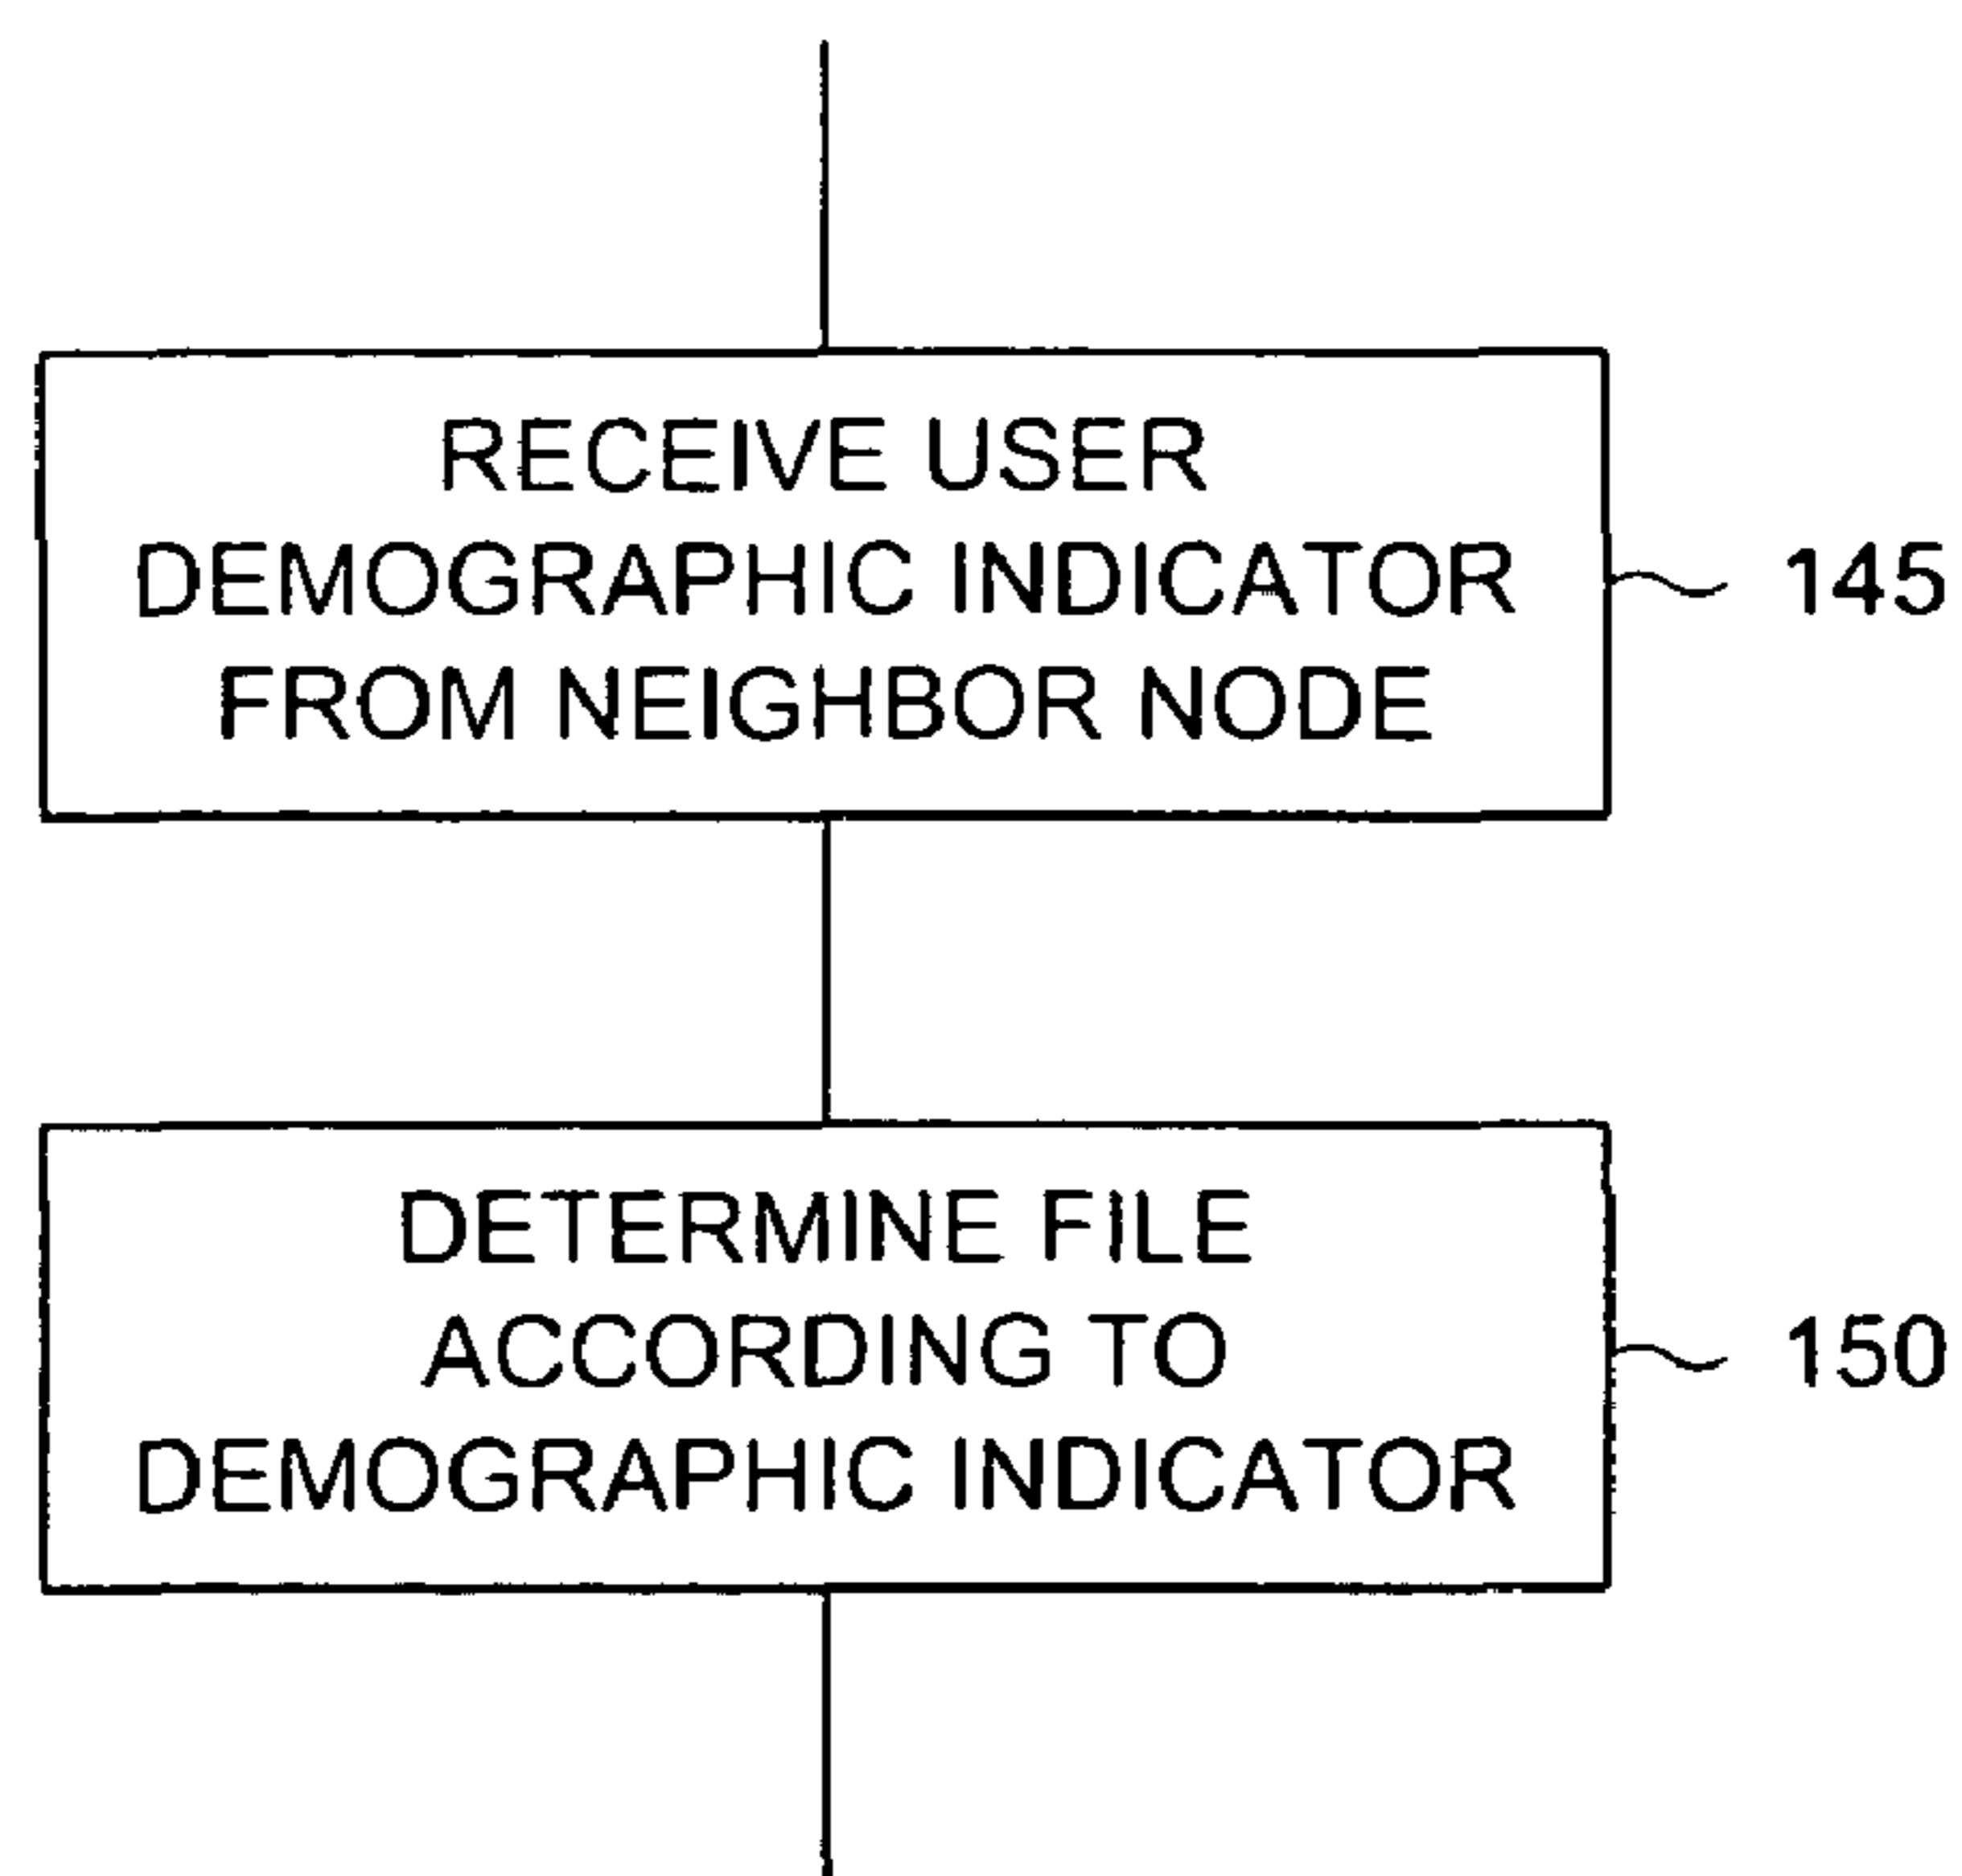 RECEIVE USER
DEMOGRAPHIC INDICATOR
FROM NEIGHBOR NODE
145
DETERMINE FILE
ACCORDING TO
DEMOGRAPHIC INDICATOR
150